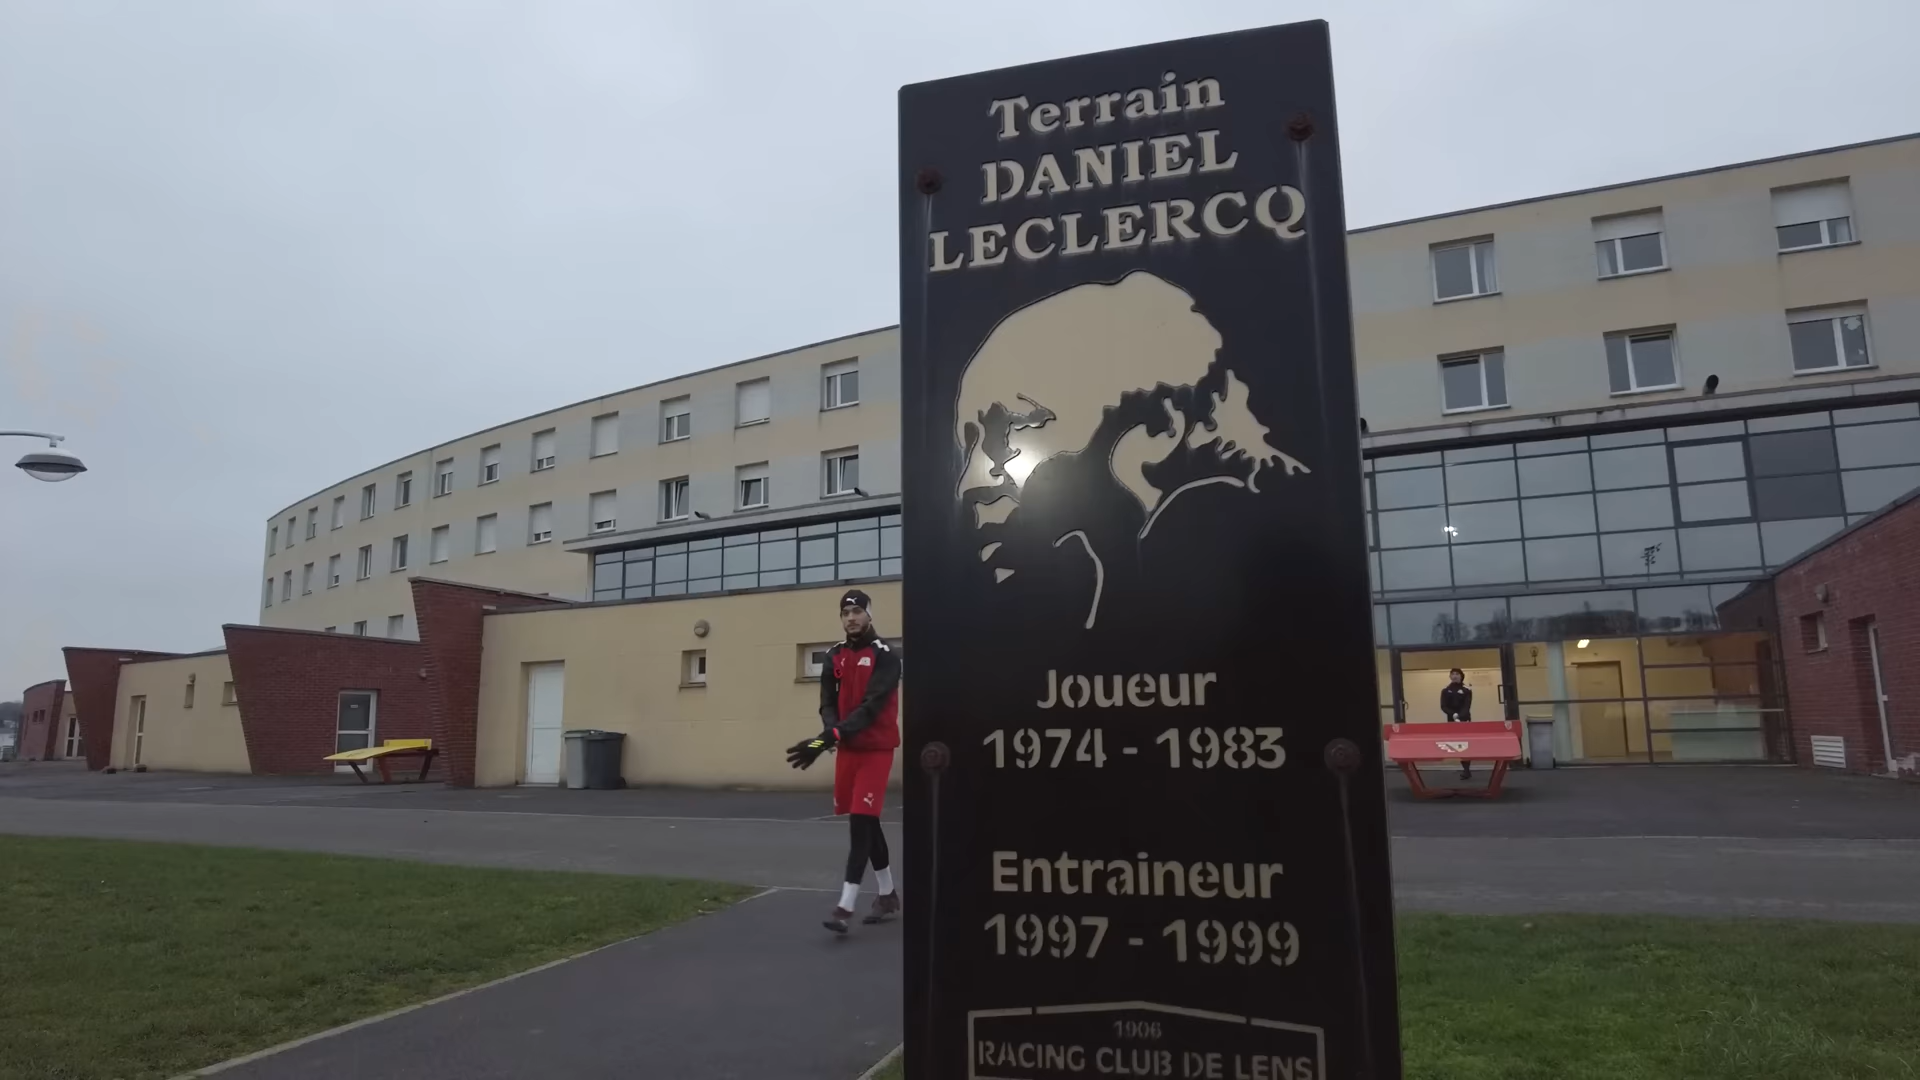 Terrain
DANIEL
LECLERCQ
Joueur
1974 - 1983
Entraineur
1997 - 1999
1906
RACING CLUB DE LENS